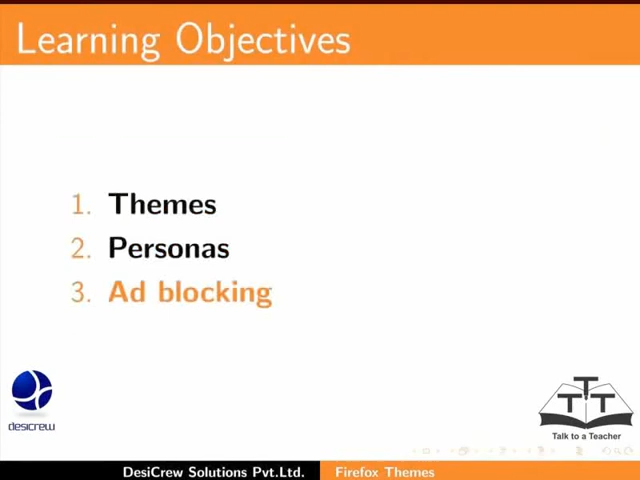 Learning Objectives
1. Themes
2. Personas
3. Ad blocking
desicrew
TTT
Talk to a Teacher
DesiCrew Solutions Pvt.Ltd. Firefox Themes